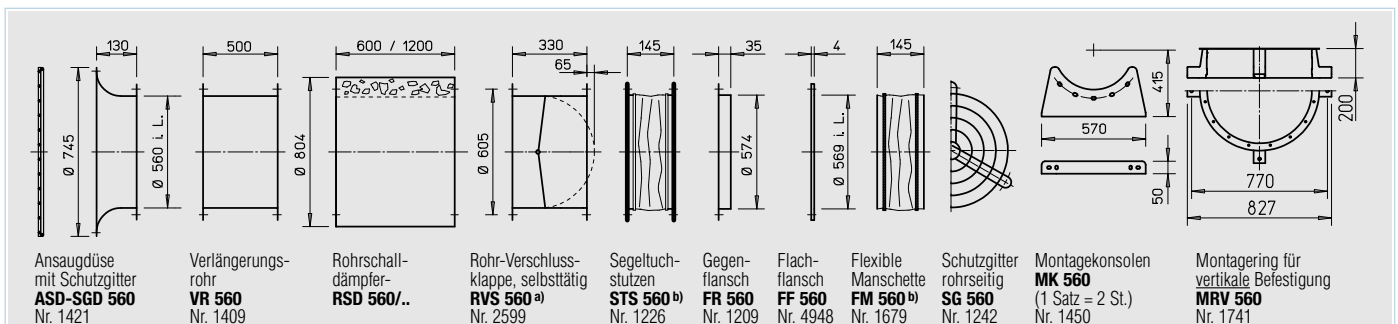 130
500
600 / 1200
330
65
145
35
4
145
415
200
Ø 745
Ø 560 i. L.
Ø 804
Ø 605
Ø 574
Ø 569 i. L.
570
50
770
827
Ansaugdüse
mit Schutzgitter
ASD-SGD 560
Nr. 1421
Verlängerungs-
rohr
VR 560
Nr. 1409
Rohrschall-
dämpfer-
RSD 560/..
Rohr-Verschluss-
klappe, selbsttätig
RVS 560 a)
Nr. 2599
Segeltuch-
stutzen
STS 560 b)
Nr. 1226
Gegen-
flansch
FR 560
Nr. 1209
Flach-
flansch
FF 560
Nr. 4948
Flexible
Manschette
FM 560 b)
Nr. 1679
Schutzgitter
rohrseitig
SG 560
Nr. 1242
Montagekonsolen
MK 560
(1 Satz = 2 St.)
Nr. 1450
Montagering für
vertikale Befestigung
MRV 560
Nr. 1741